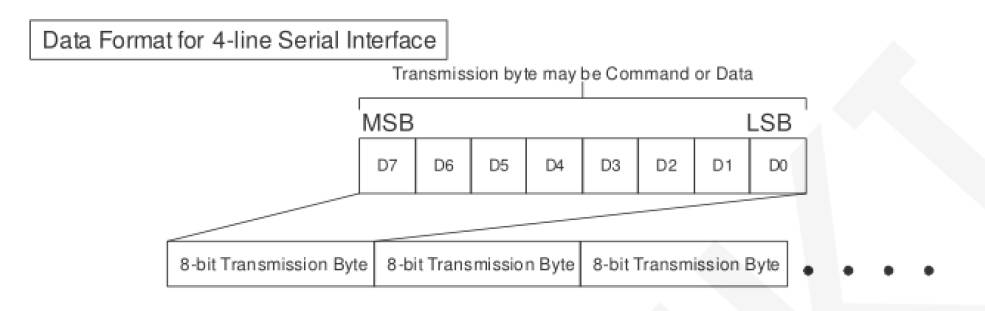 Data Format for 4-line Serial Interface
Transmission byte may be Command or Data
MSB LSB
D7 D6 D5 D4 D3 D2 D1 D0
8-bit Transmission Byte 8-bit Transmission Byte 8-bit Transmission Byte